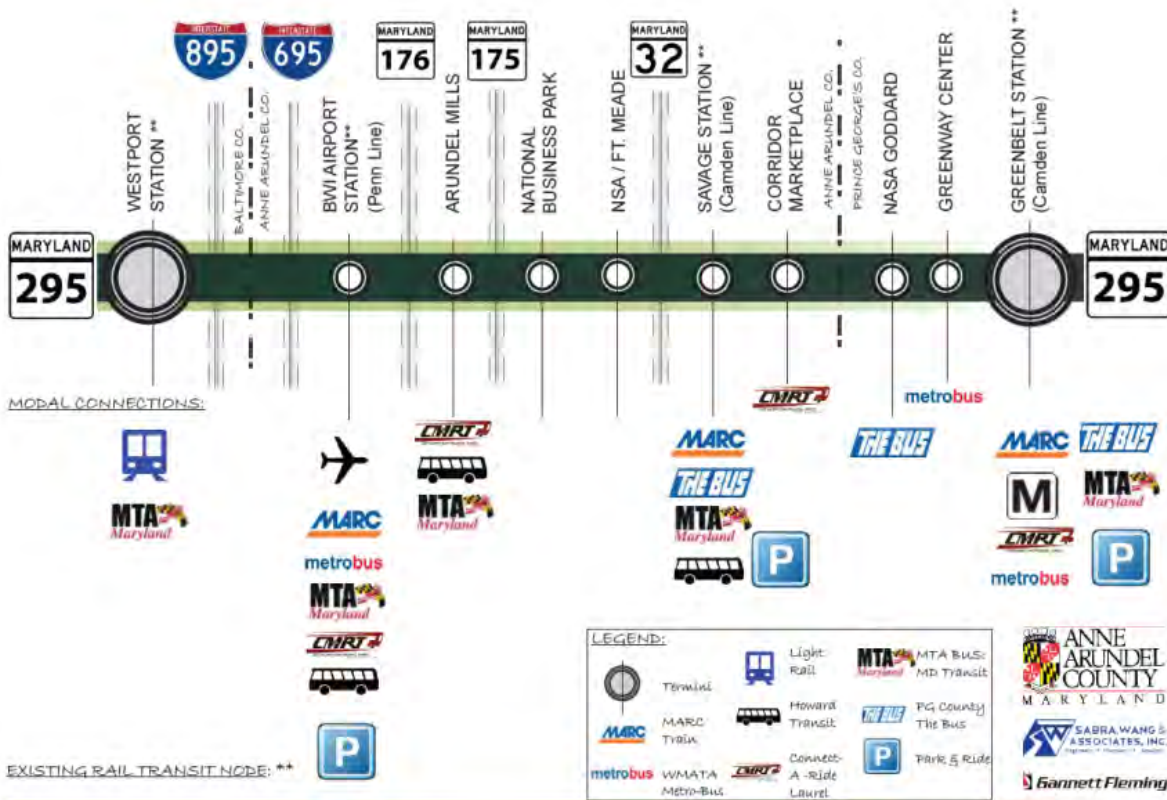 INTERSTATE
895
INTERSTATE
695
MARYLAND
176
MARYLAND
175
MARYLAND
32
WESTPORT
STATION **
BALTIMORE CO.
ANNE ARUNDEL CO.
BWI AIRPORT
STATION**
(Penn Line)
ARUNDEL MILLS
NATIONAL
BUSINESS PARK
NSA / FT. MEADE
SAVAGE STATION **
(Camden Line)
CORRIDOR
MARKETPLACE
ANNE ARUNDEL CO.
PRINCE GEORGE'S CO.
NASA GODDARD
GREENWAY CENTER
GREENBELT STATION **
(Camden Line)
MARYLAND
295
MARYLAND
295
MODAL CONNECTIONS:
MTA
Maryland
MARC
metrobus
MTA
Maryland
CMRT
P
CMRT
MTA
Maryland
MARC
THE BUS
MTA
Maryland
P
CMRT
THE BUS
metrobus
MARC
M
CMRT
metrobus
THE BUS
MTA
Maryland
P
EXISTING RAIL TRANSIT NODE: **
LEGEND:
Termini
MARC
MARC
Train
metrobus
WMATA
Metro-Bus
Light
Rail
Howard
Transit
CMRT
Connect-
A-Ride
Laurel
MTA
Maryland
MTA BUS:
MD Transit
THE BUS
PG County
The Bus
P
Park & Ride
ANNE
ARUNDEL
COUNTY
MARYLAND
SW
SABRA, WANG &
ASSOCIATES, INC.
Gannett Fleming